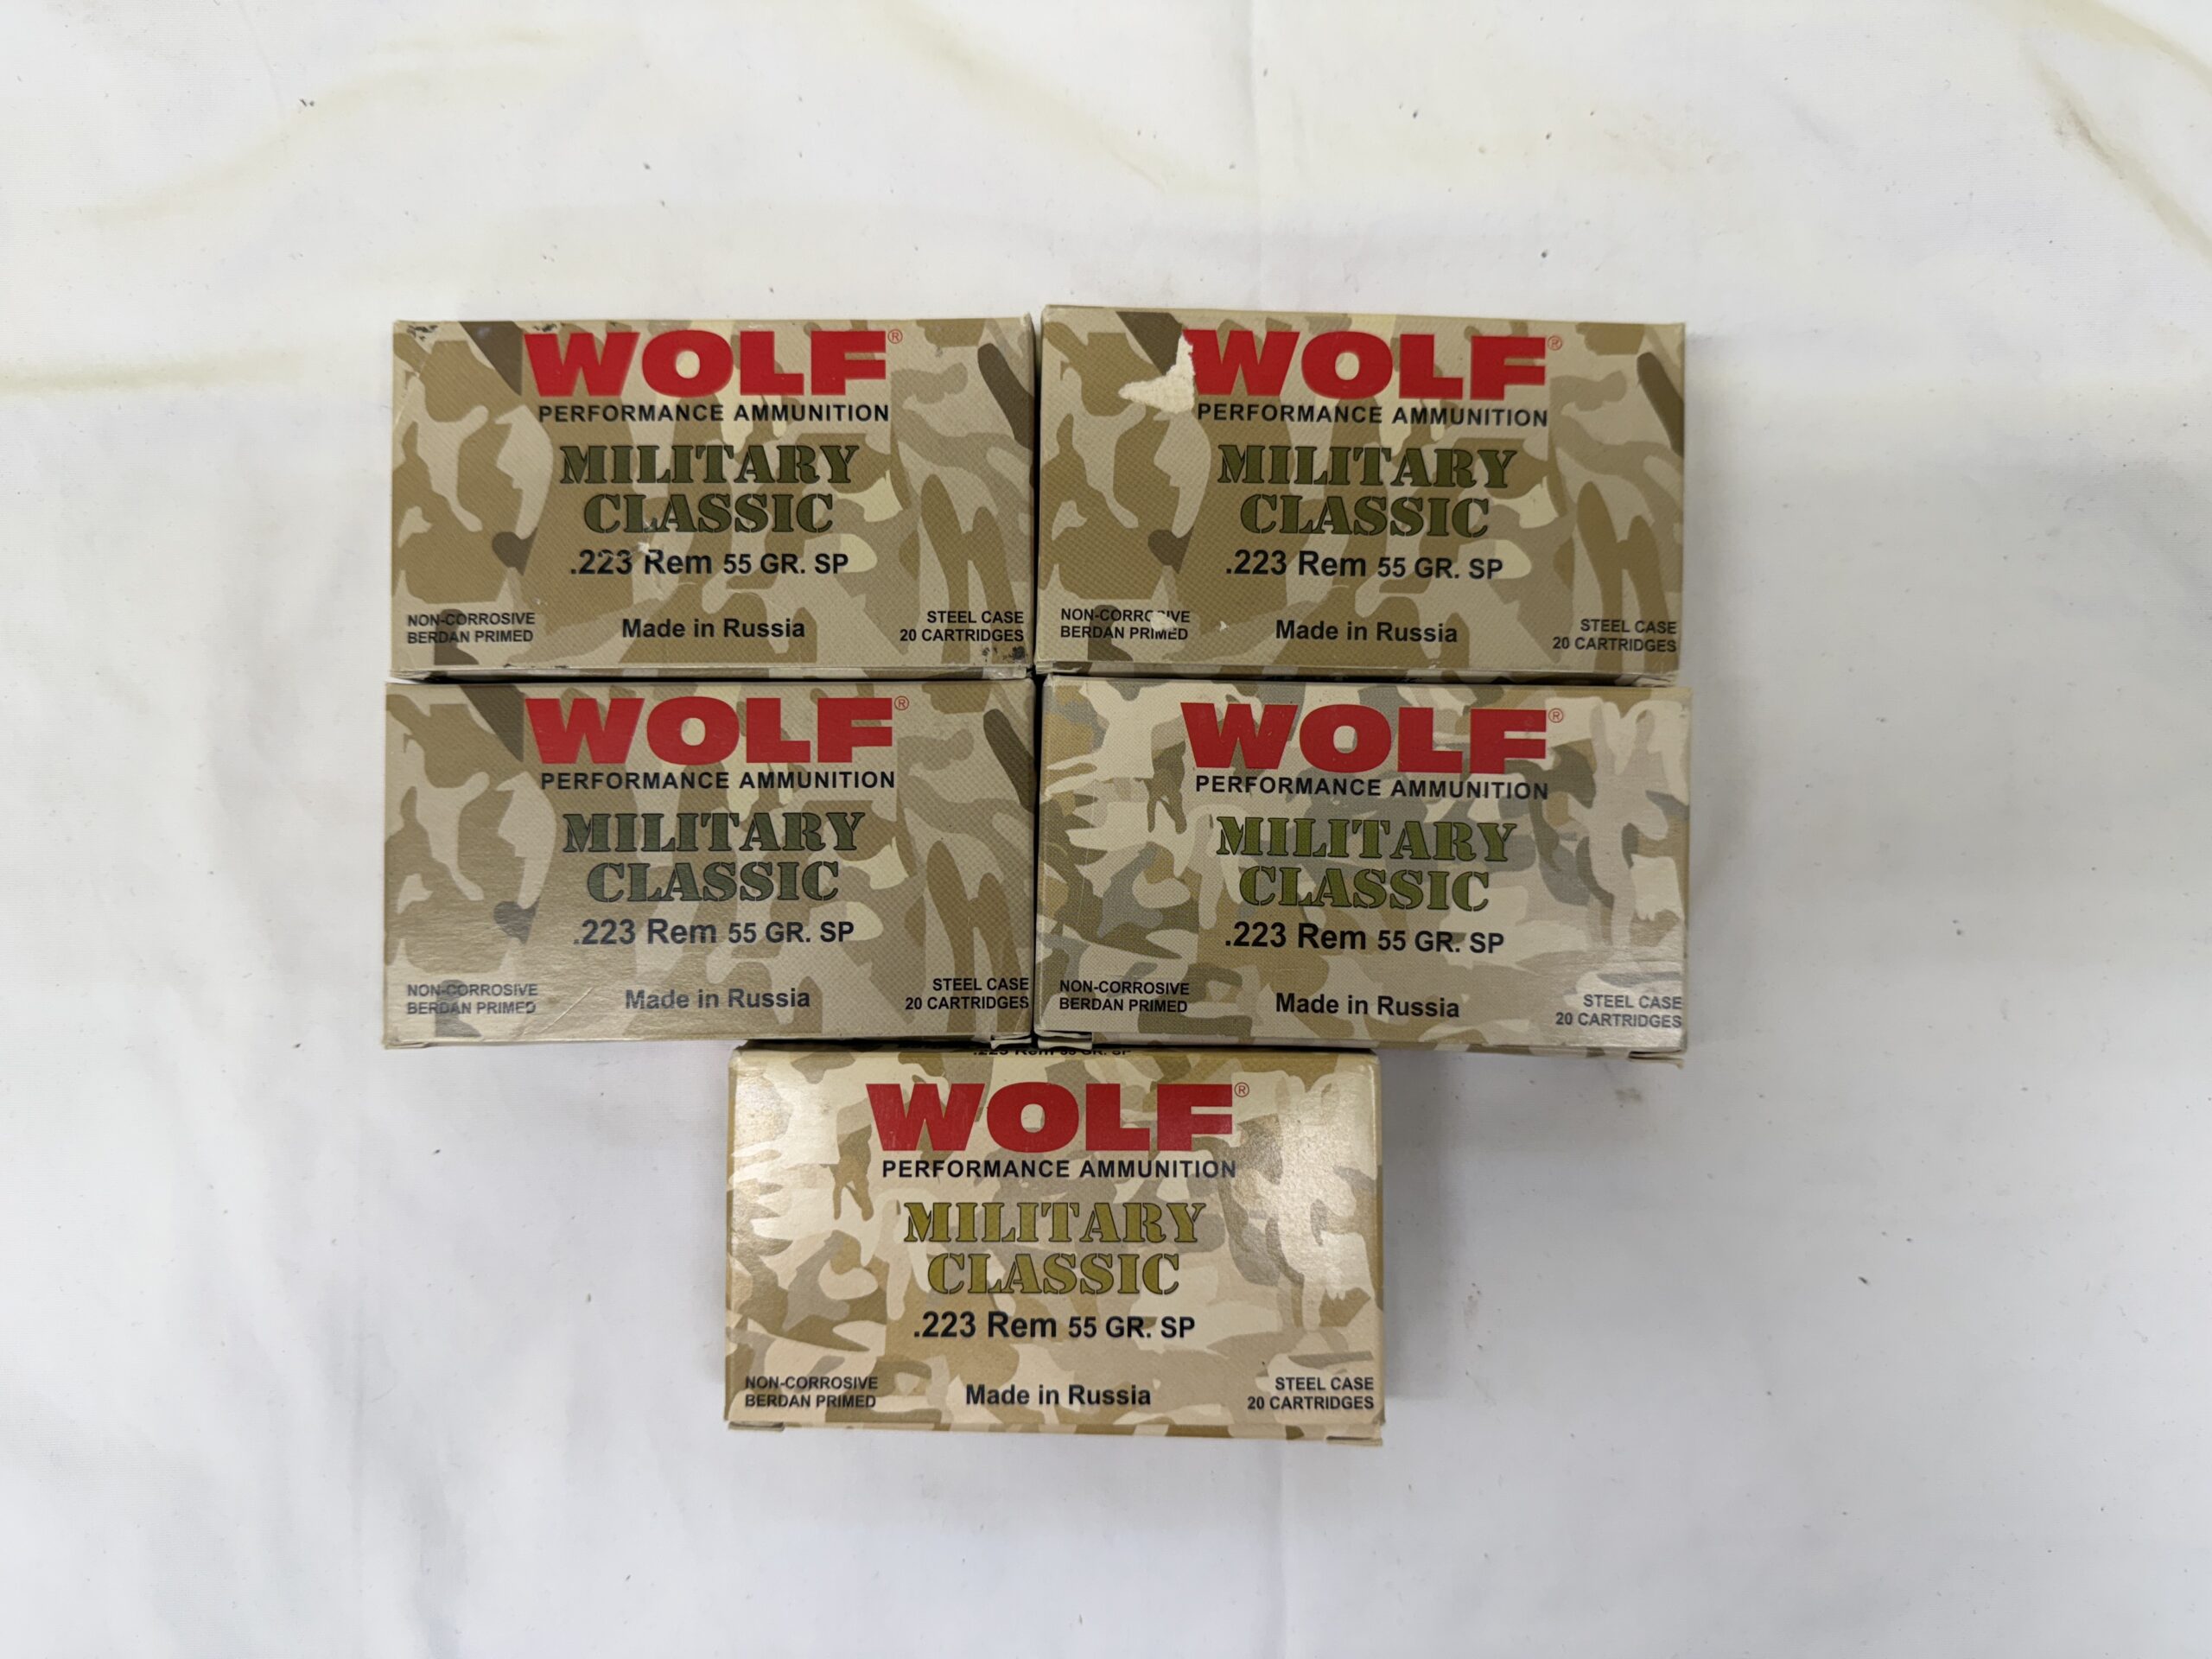 WOLF®
PERFORMANCE AMMUNITION
MILITARY
CLASSIC
.223 Rem 55 GR. SP
NON-CORROSIVE
BERDAN PRIMED
Made in Russia
STEEL CASE
20 CARTRIDGES
WOLF®
PERFORMANCE AMMUNITION
MILITARY
CLASSIC
.223 Rem 55 GR. SP
NON-CORROSIVE
BERDAN PRIMED
Made in Russia
STEEL CASE
20 CARTRIDGES
WOLF®
PERFORMANCE AMMUNITION
MILITARY
CLASSIC
.223 Rem 55 GR. SP
NON-CORROSIVE
BERDAN PRIMED
Made in Russia
STEEL CASE
20 CARTRIDGES
WOLF®
PERFORMANCE AMMUNITION
MILITARY
CLASSIC
.223 Rem 55 GR. SP
NON-CORROSIVE
BERDAN PRIMED
Made in Russia
STEEL CASE
20 CARTRIDGES
.223 Rem 55 GR. SP
WOLF®
PERFORMANCE AMMUNITION
MILITARY
CLASSIC
.223 Rem 55 GR. SP
NON-CORROSIVE
BERDAN PRIMED
Made in Russia
STEEL CASE
20 CARTRIDGES